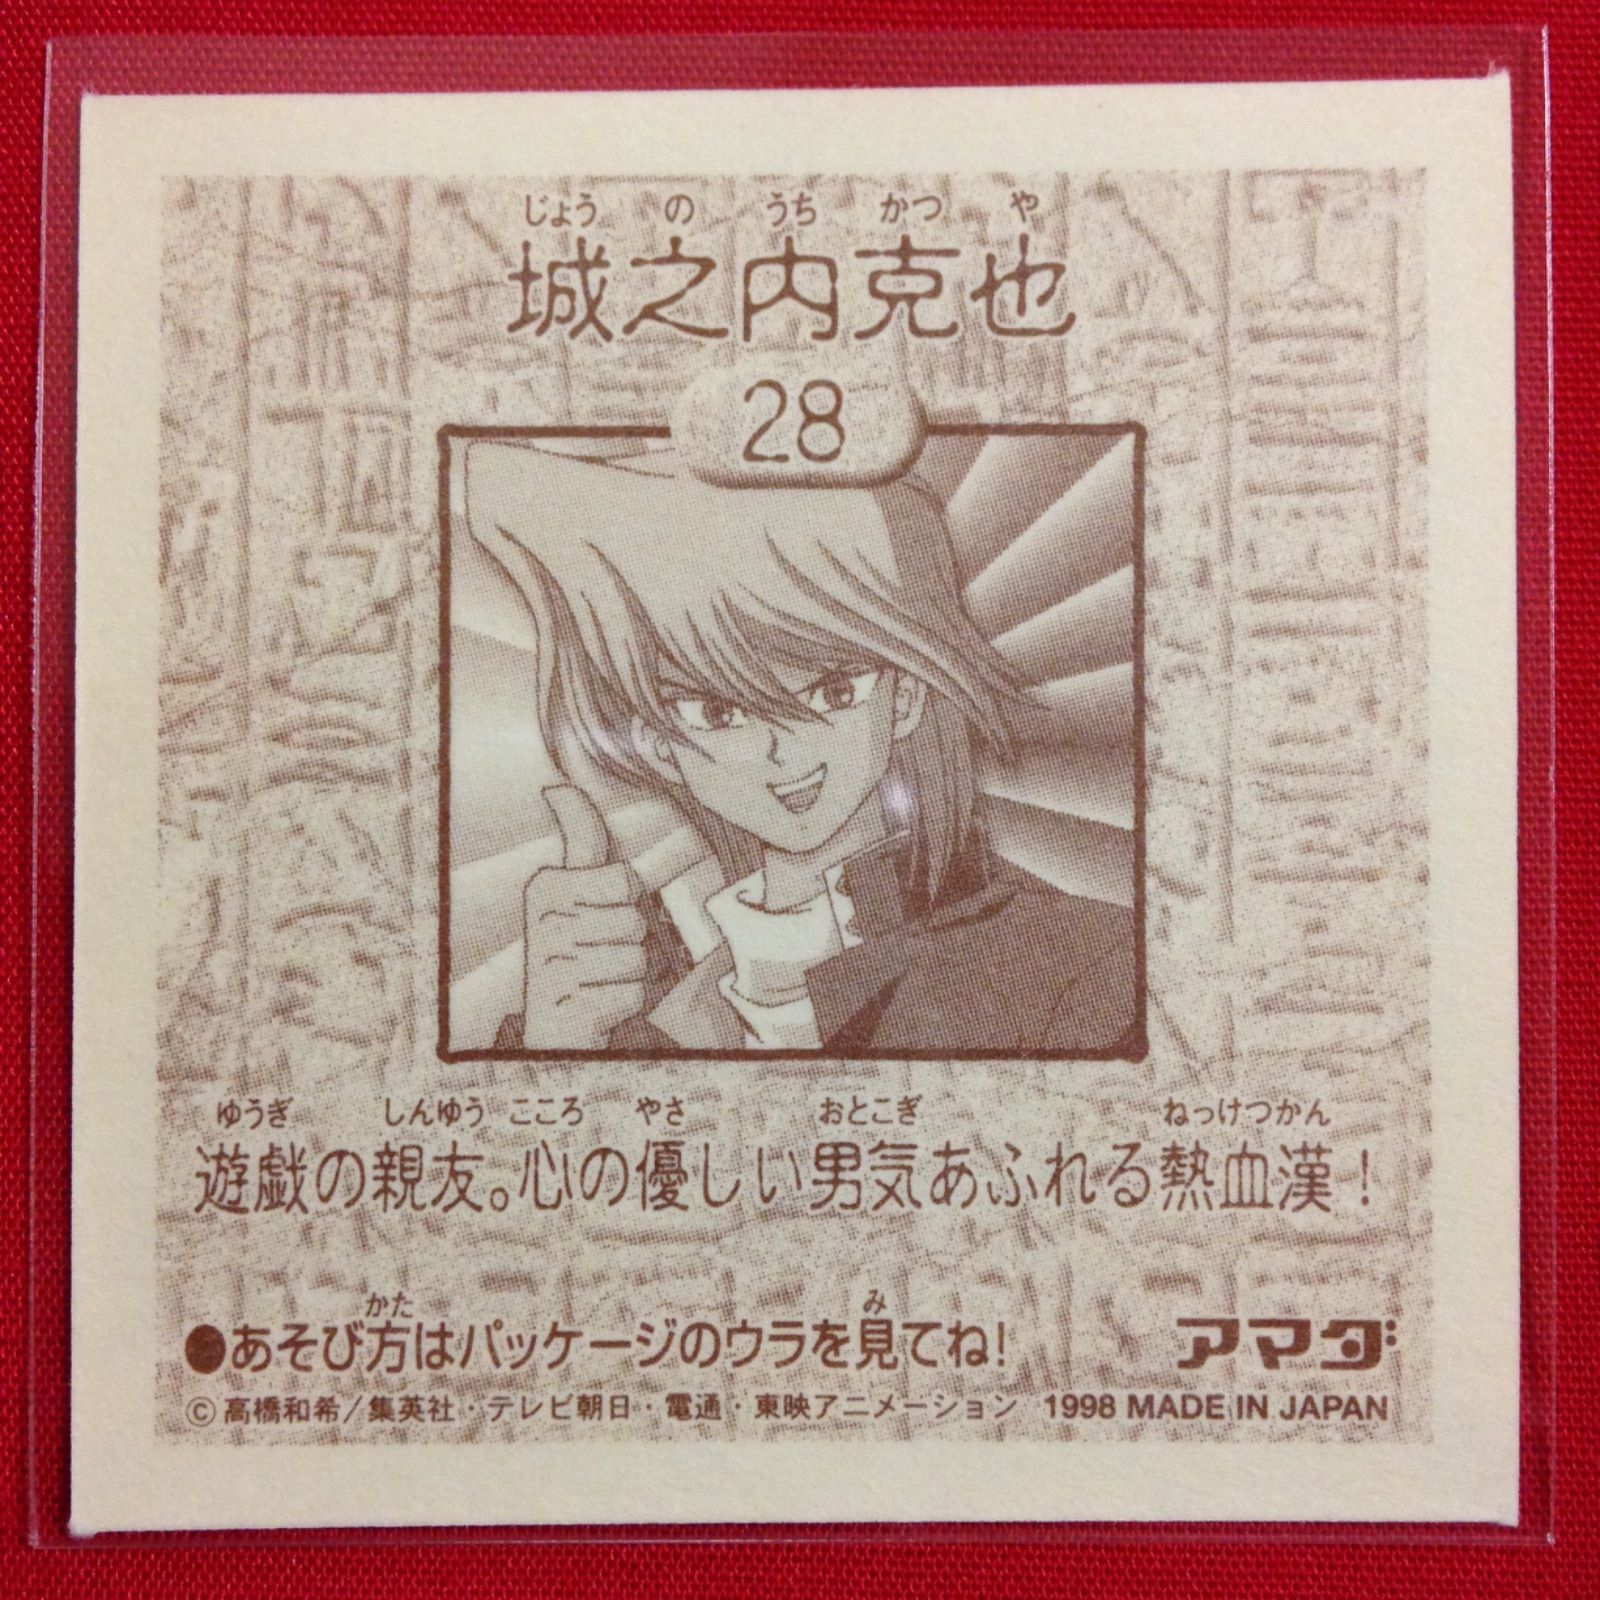 じょう の うち かつ や
城之内克也
28
ゆうぎ しんゆう こころ やさ おとこぎ ねっけつかん
遊戯の親友。心の優しい男気あふれる熱血漢！
かた み
●あそび方はパッケージのウラを見てね！ アマダ
©高橋和希／集英社・テレビ朝日・電通・東映アニメーション 1998 MADE IN JAPAN